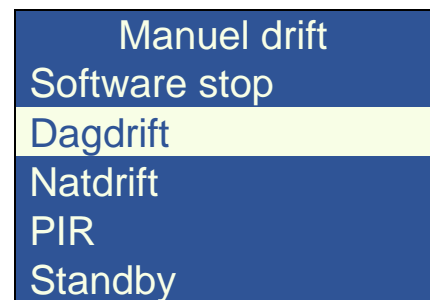 Manuel drift
Software stop
Dagdrift
Natdrift
PIR
Standby